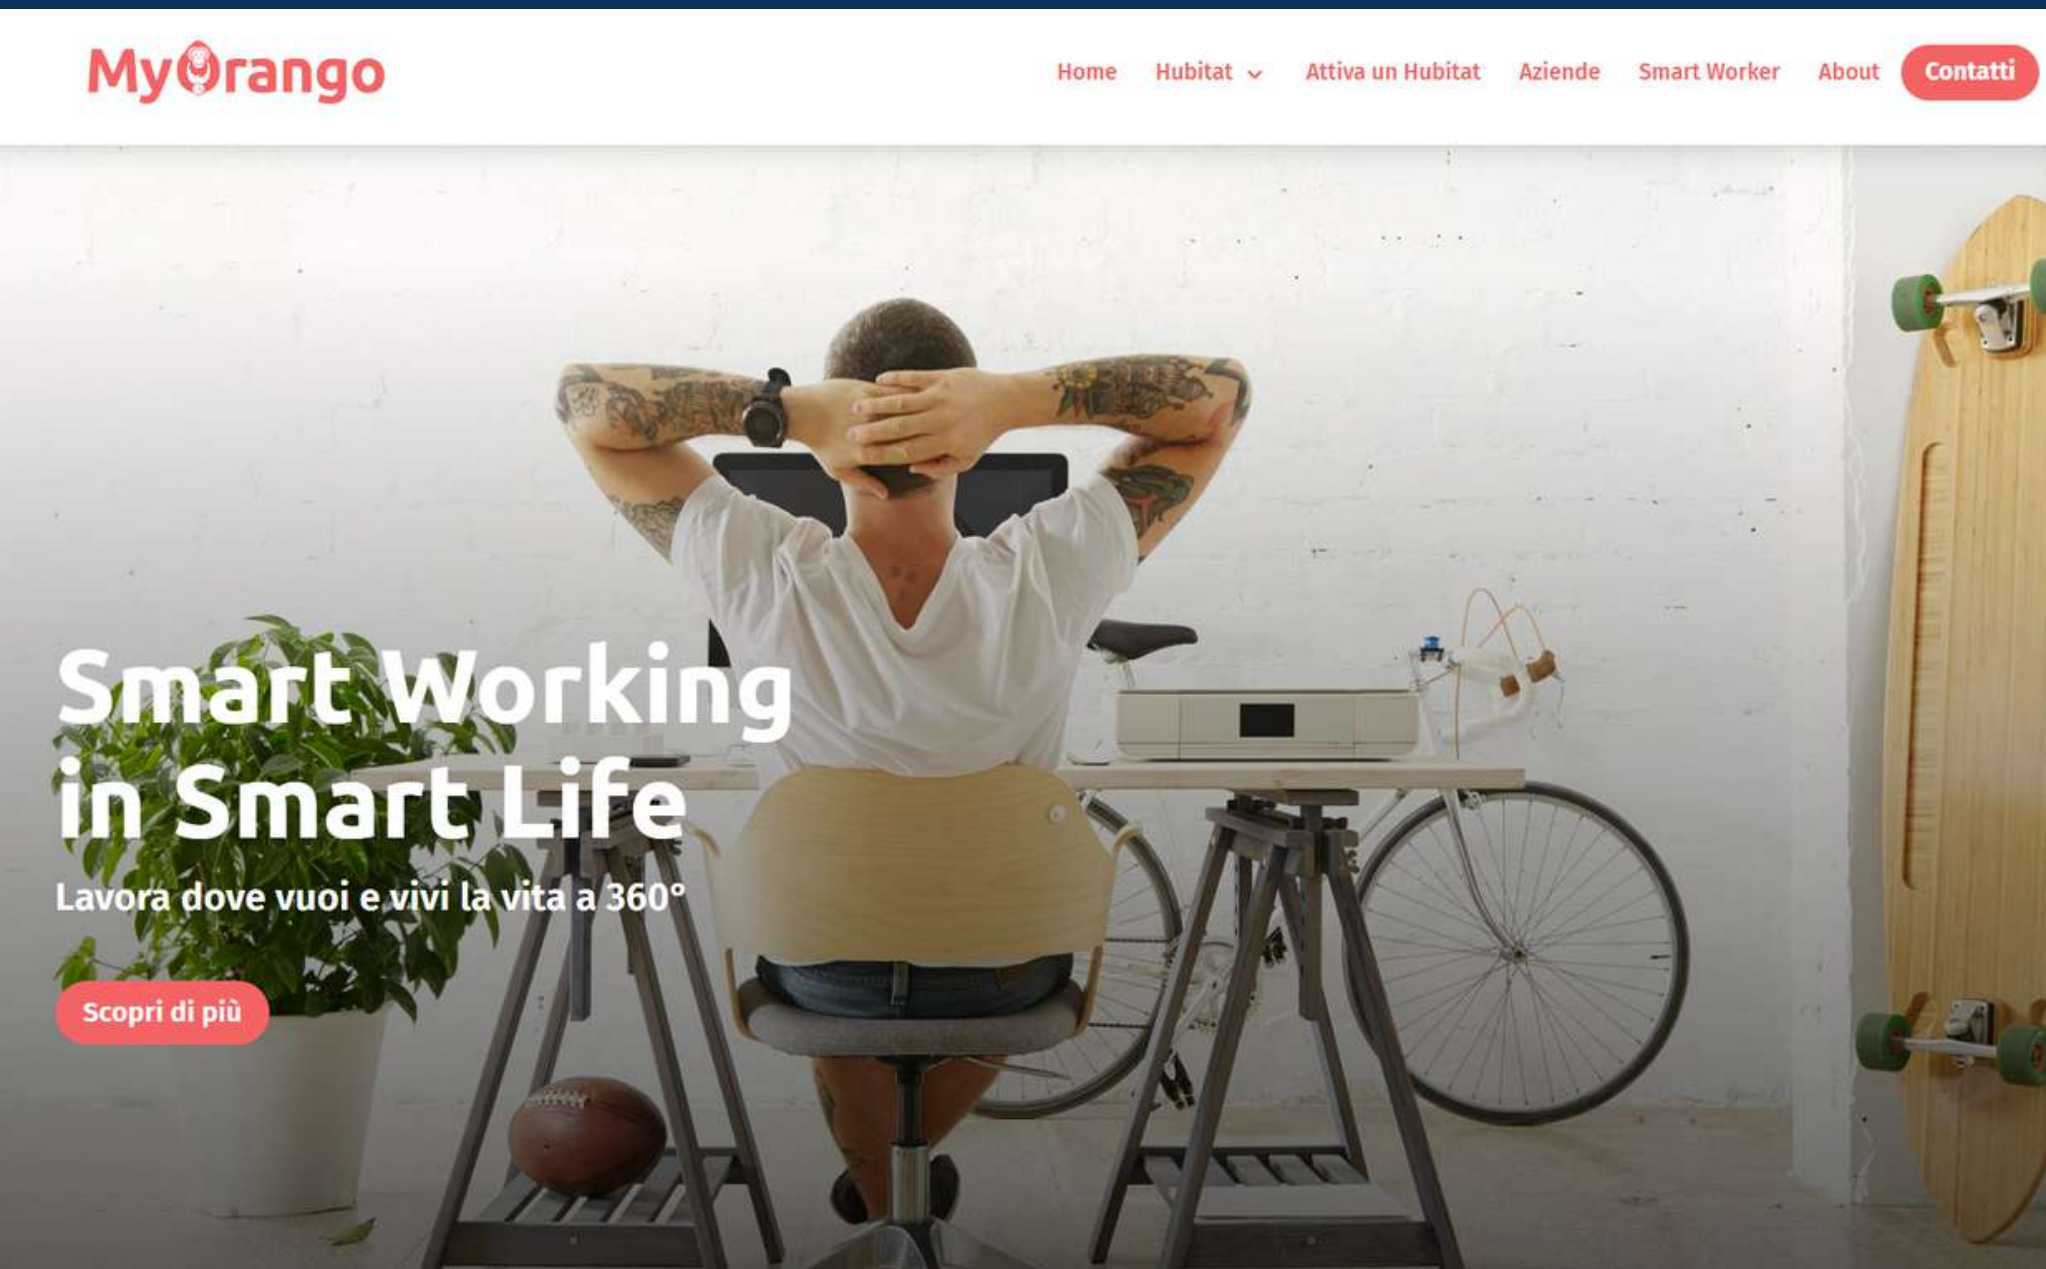 MyOrango
Home Hubitat Attiva un Hubitat Aziende Smart Worker About Contatti
Smart Working
in Smart Life
Lavora dove vuoi e vivi la vita a 360°
Scopri di più